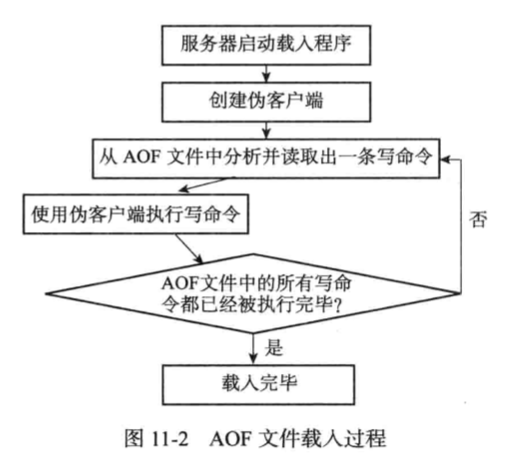 服务器启动载入程序
创建伪客户端
从 AOF 文件中分析并读取出一条写命令
使用伪客户端执行写命令
否
AOF文件中的所有写命
令都已经被执行完毕?
是
载入完毕
图 11-2 AOF 文件载入过程